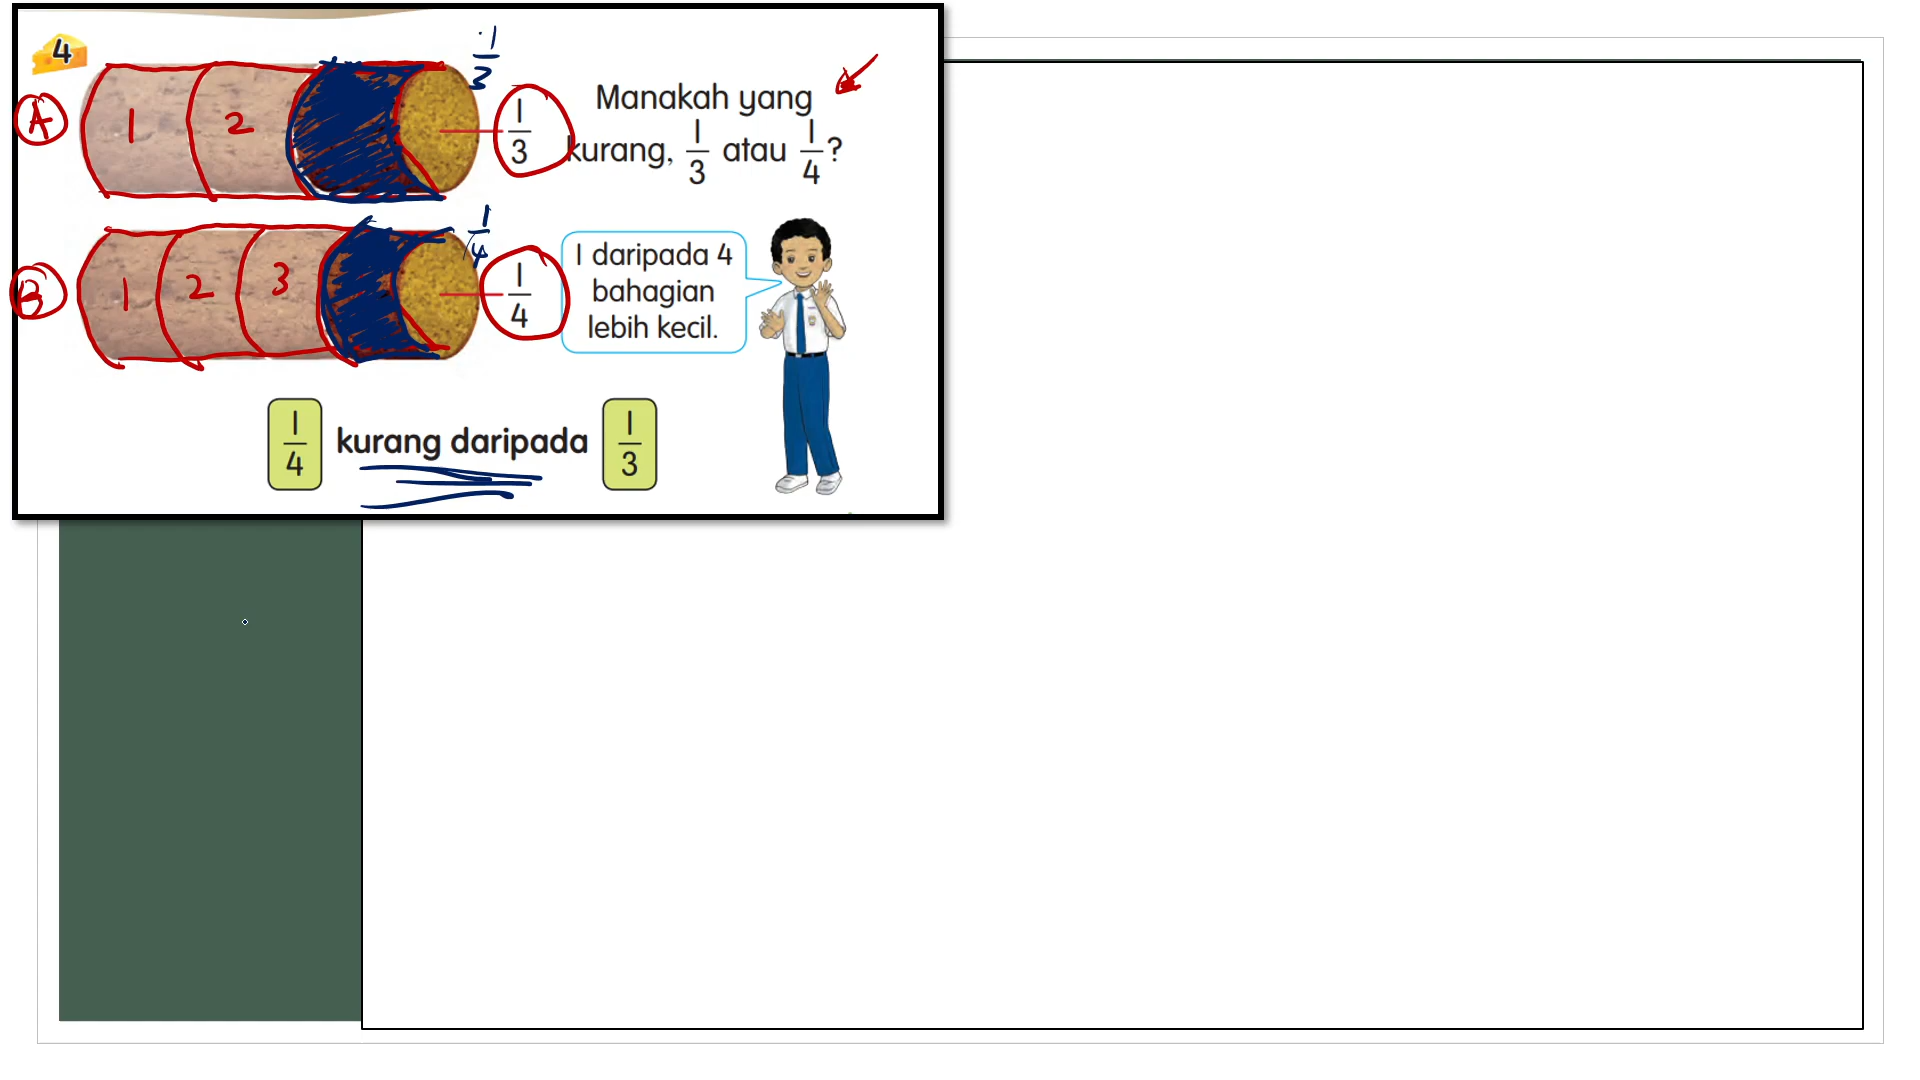 4
A
1
2
1/3
1/3
Manakah yang
kurang, 1/3 atau 1/4?
B
1
2
3
1/4
1/4
1 daripada 4
bahagian
lebih kecil.
1/4 kurang daripada 1/3